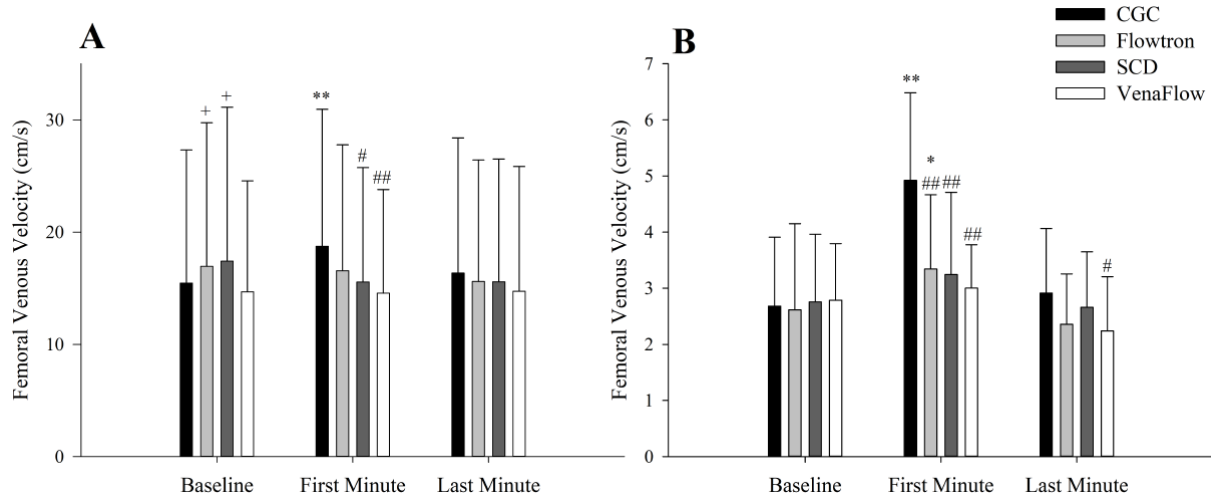 A
Femoral Venous Velocity (cm/s)
30
20
10
0
+
+
**
#
##
Baseline
First Minute
Last Minute
B
CGC
Flowtron
SCD
VenaFlow
Femoral Venous Velocity (cm/s)
7
6
5
4
3
2
1
0
**
*
##
##
##
#
Baseline
First Minute
Last Minute